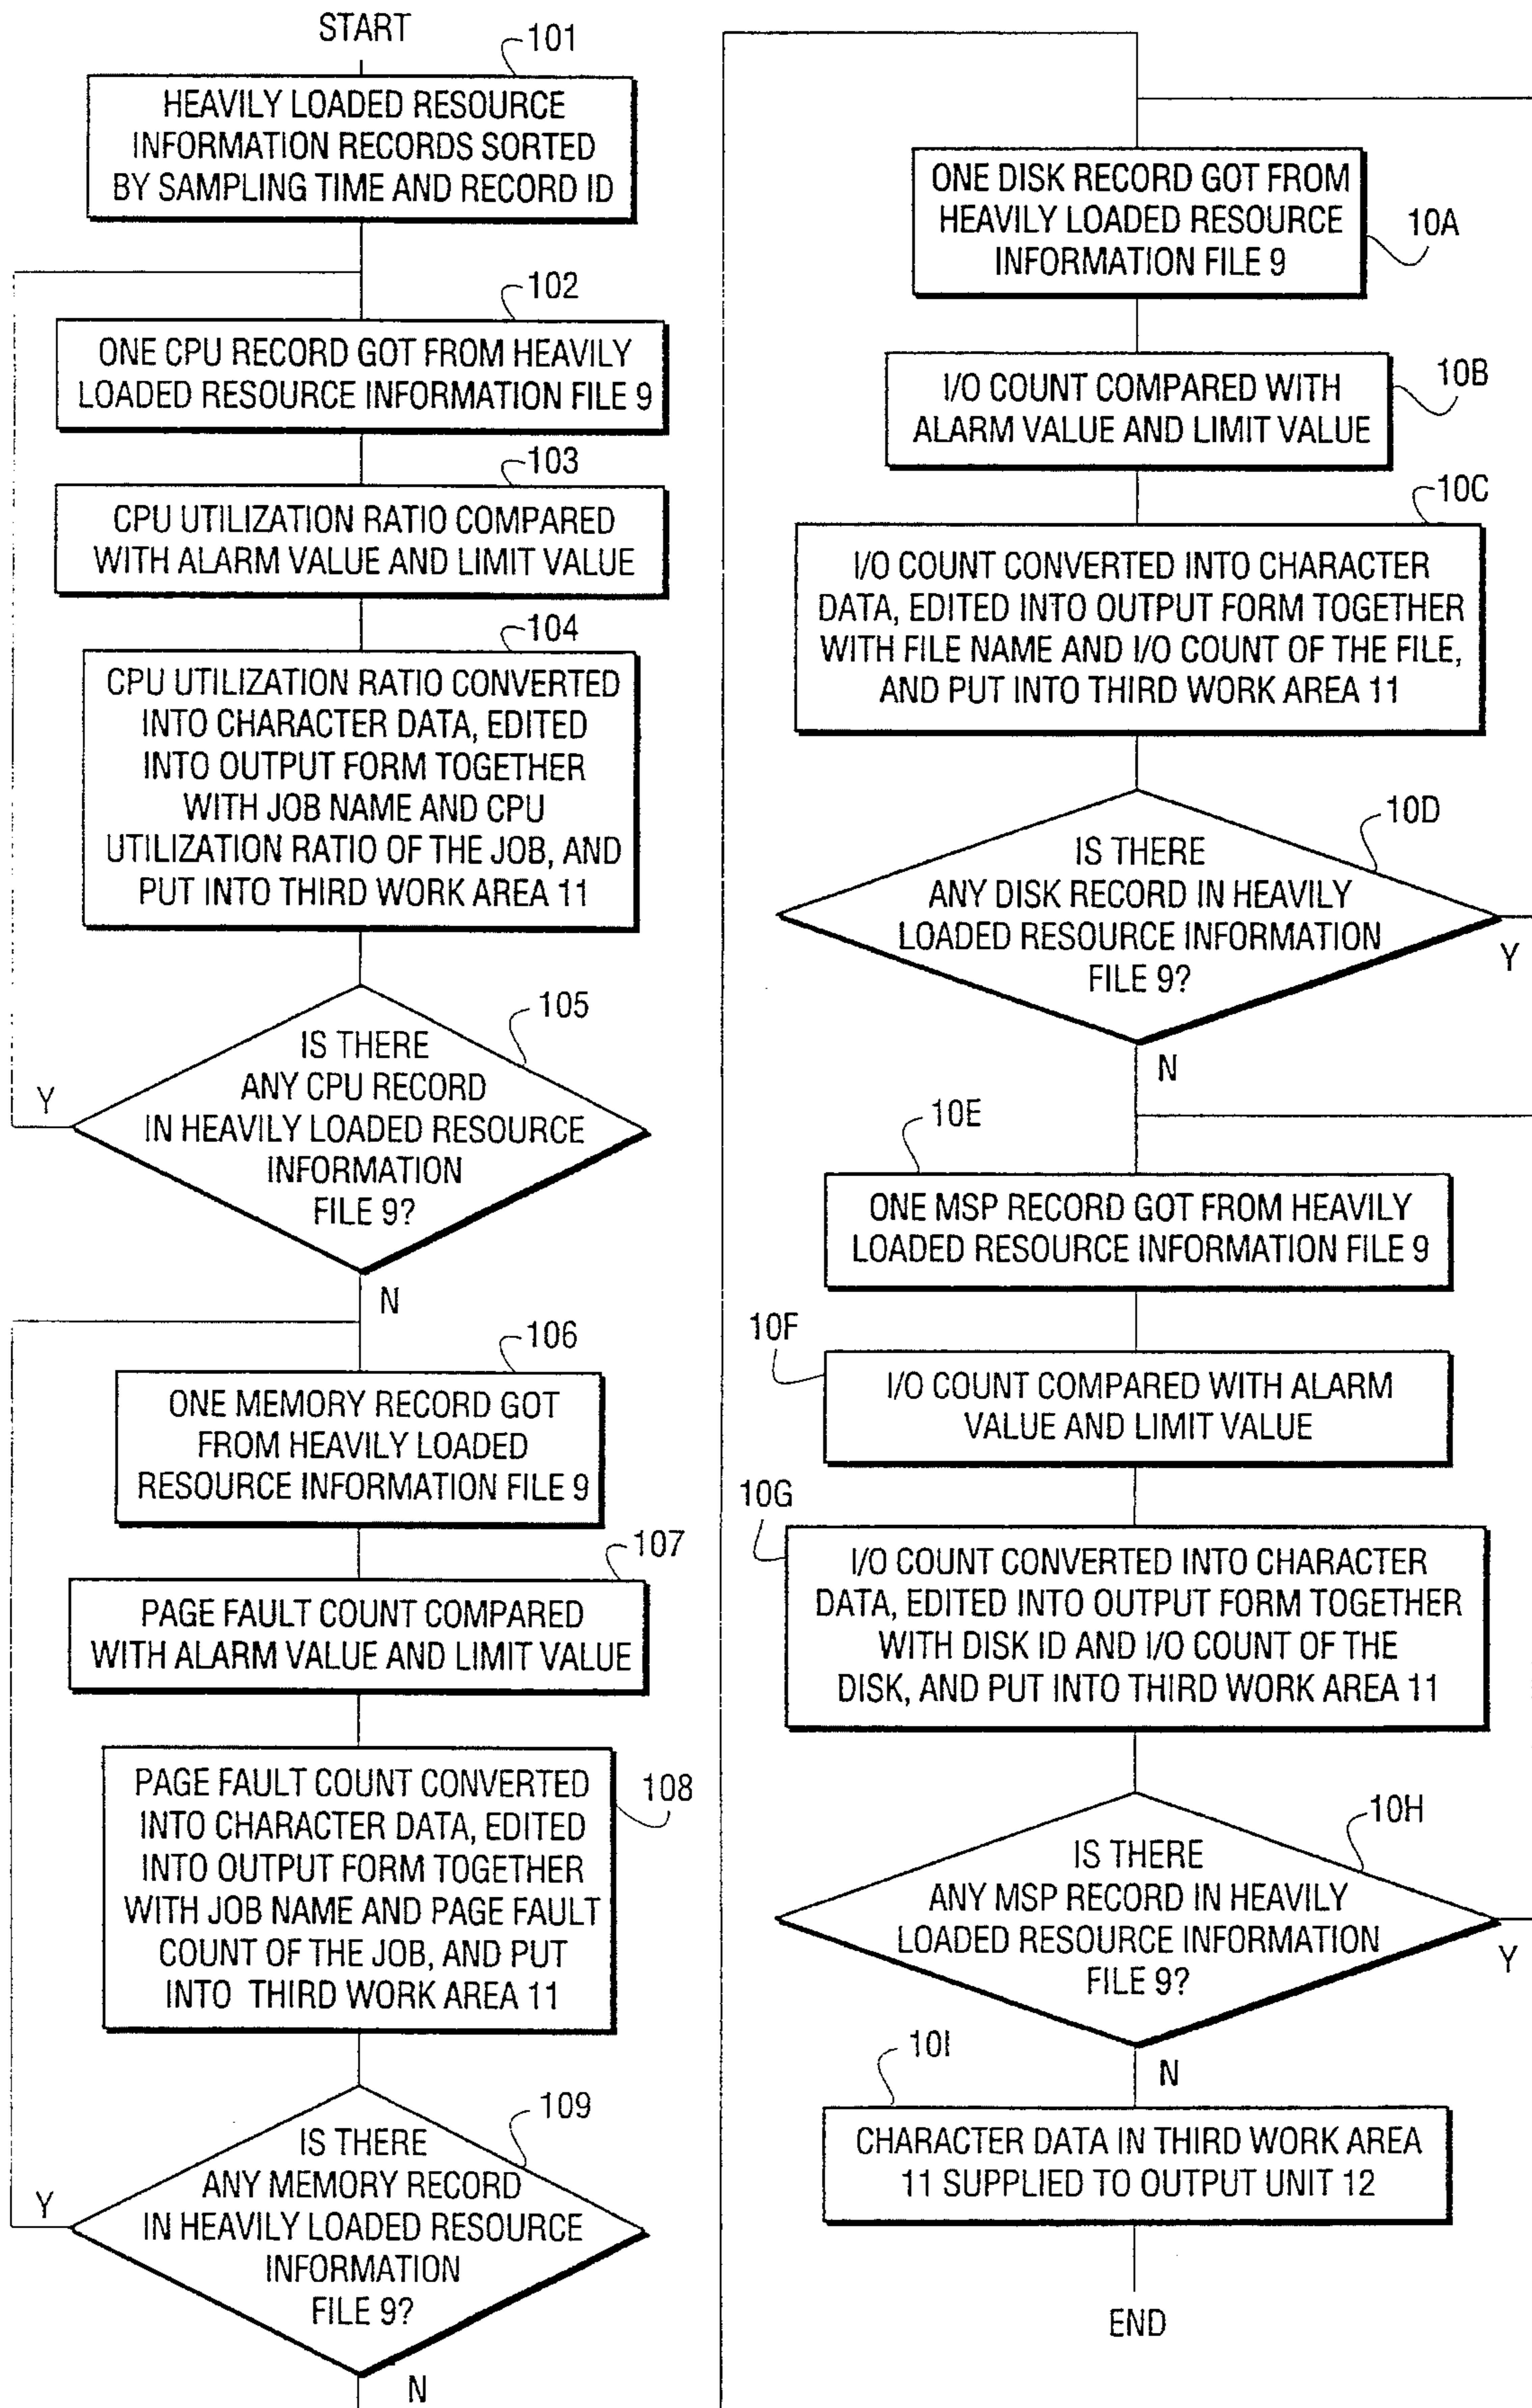 START
101
HEAVILY LOADED RESOURCE
INFORMATION RECORDS SORTED
BY SAMPLING TIME AND RECORD ID
102
ONE CPU RECORD GOT FROM HEAVILY
LOADED RESOURCE INFORMATION FILE 9
103
CPU UTILIZATION RATIO COMPARED
WITH ALARM VALUE AND LIMIT VALUE
104
CPU UTILIZATION RATIO CONVERTED
INTO CHARACTER DATA, EDITED
INTO OUTPUT FORM TOGETHER
WITH JOB NAME AND CPU
UTILIZATION RATIO OF THE JOB, AND
PUT INTO THIRD WORK AREA 11
105
IS THERE
ANY CPU RECORD
IN HEAVILY LOADED RESOURCE
INFORMATION
FILE 9?
Y
N
106
ONE MEMORY RECORD GOT
FROM HEAVILY LOADED
RESOURCE INFORMATION FILE 9
107
PAGE FAULT COUNT COMPARED
WITH ALARM VALUE AND LIMIT VALUE
108
PAGE FAULT COUNT CONVERTED
INTO CHARACTER DATA, EDITED
INTO OUTPUT FORM TOGETHER
WITH JOB NAME AND PAGE FAULT
COUNT OF THE JOB, AND PUT
INTO THIRD WORK AREA 11
109
IS THERE
ANY MEMORY RECORD
IN HEAVILY LOADED RESOURCE
INFORMATION
FILE 9?
Y
N
10A
ONE DISK RECORD GOT FROM
HEAVILY LOADED RESOURCE
INFORMATION FILE 9
10B
I/O COUNT COMPARED WITH
ALARM VALUE AND LIMIT VALUE
10C
I/O COUNT CONVERTED INTO CHARACTER
DATA, EDITED INTO OUTPUT FORM TOGETHER
WITH FILE NAME AND I/O COUNT OF THE FILE,
AND PUT INTO THIRD WORK AREA 11
10D
IS THERE
ANY DISK RECORD IN HEAVILY
LOADED RESOURCE INFORMATION
FILE 9?
Y
N
10E
ONE MSP RECORD GOT FROM HEAVILY
LOADED RESOURCE INFORMATION FILE 9
10F
I/O COUNT COMPARED WITH ALARM
VALUE AND LIMIT VALUE
10G
I/O COUNT CONVERTED INTO CHARACTER
DATA, EDITED INTO OUTPUT FORM TOGETHER
WITH DISK ID AND I/O COUNT OF THE
DISK, AND PUT INTO THIRD WORK AREA 11
10H
IS THERE
ANY MSP RECORD IN HEAVILY
LOADED RESOURCE INFORMATION
FILE 9?
Y
N
10I
CHARACTER DATA IN THIRD WORK AREA
11 SUPPLIED TO OUTPUT UNIT 12
END